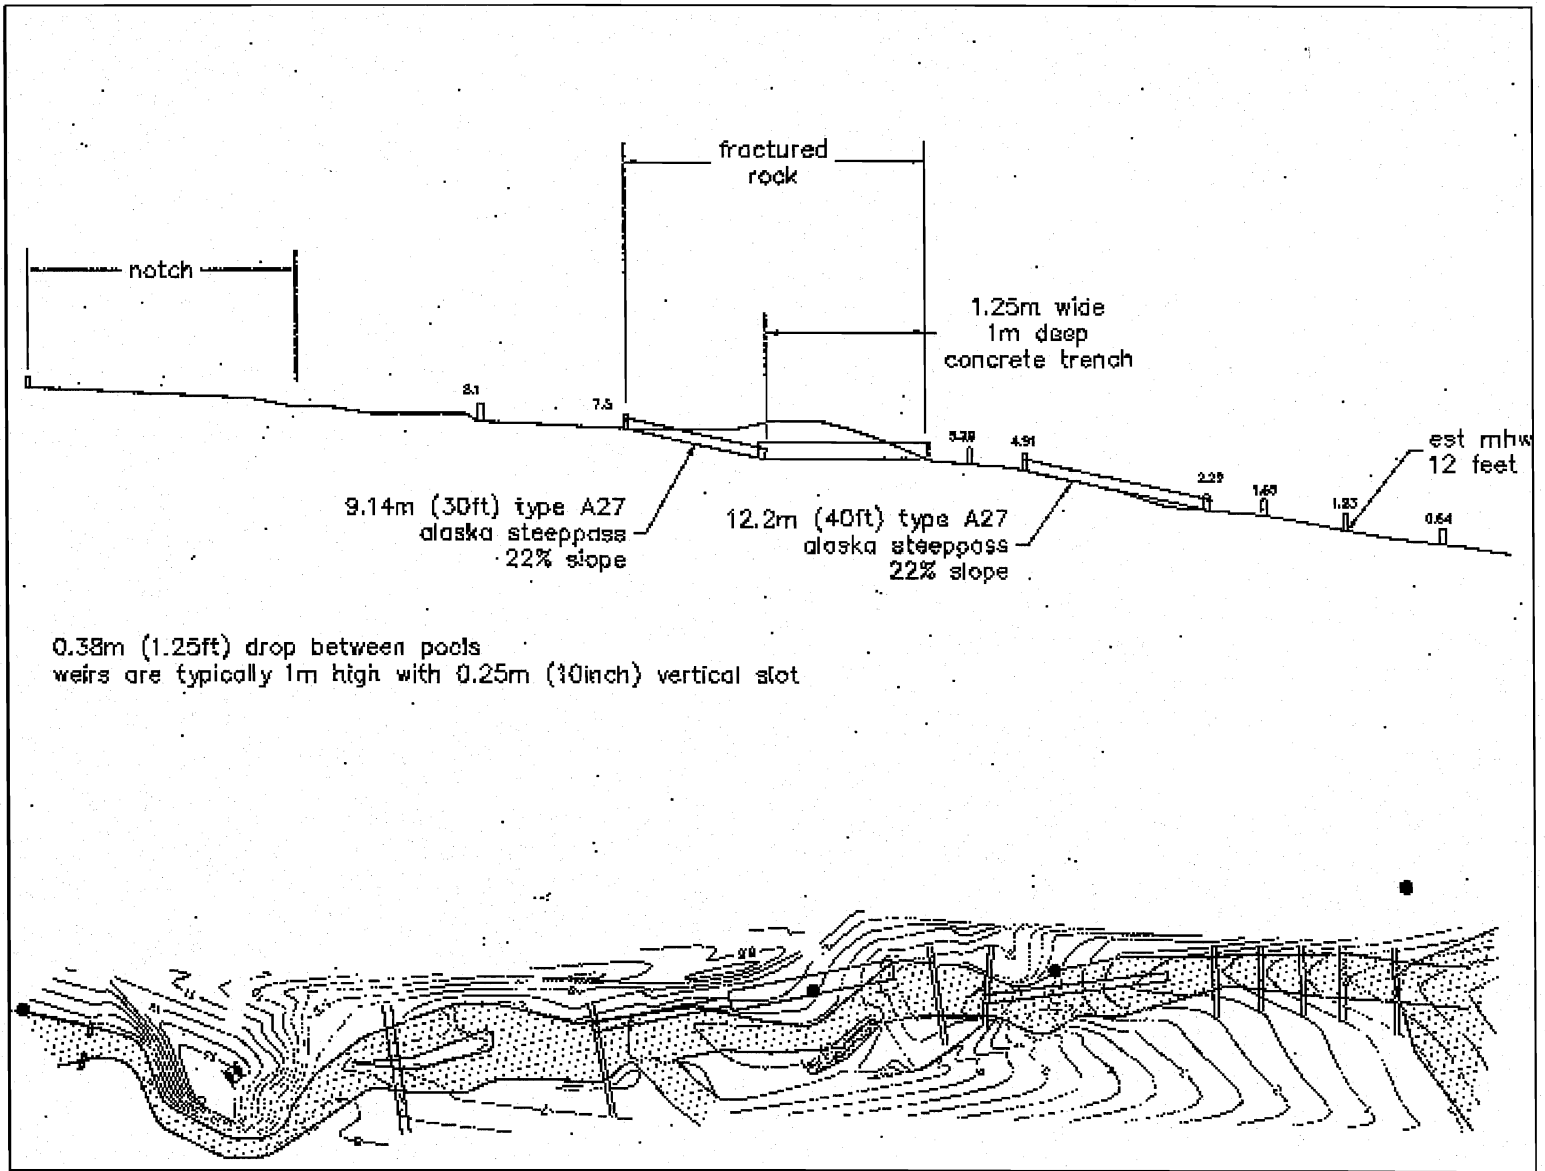 fractured
rock
notch
1.25m wide
1m deep
concrete trench
8.1
7.5
5.29
4.91
2.29
1.65
1.23
0.64
est mhw
12 feet
9.14m (30ft) type A27
alaska steeppass
22% slope
12.2m (40ft) type A27
alaska steeppass
22% slope
0.38m (1.25ft) drop between pools
weirs are typically 1m high with 0.25m (10inch) vertical slot